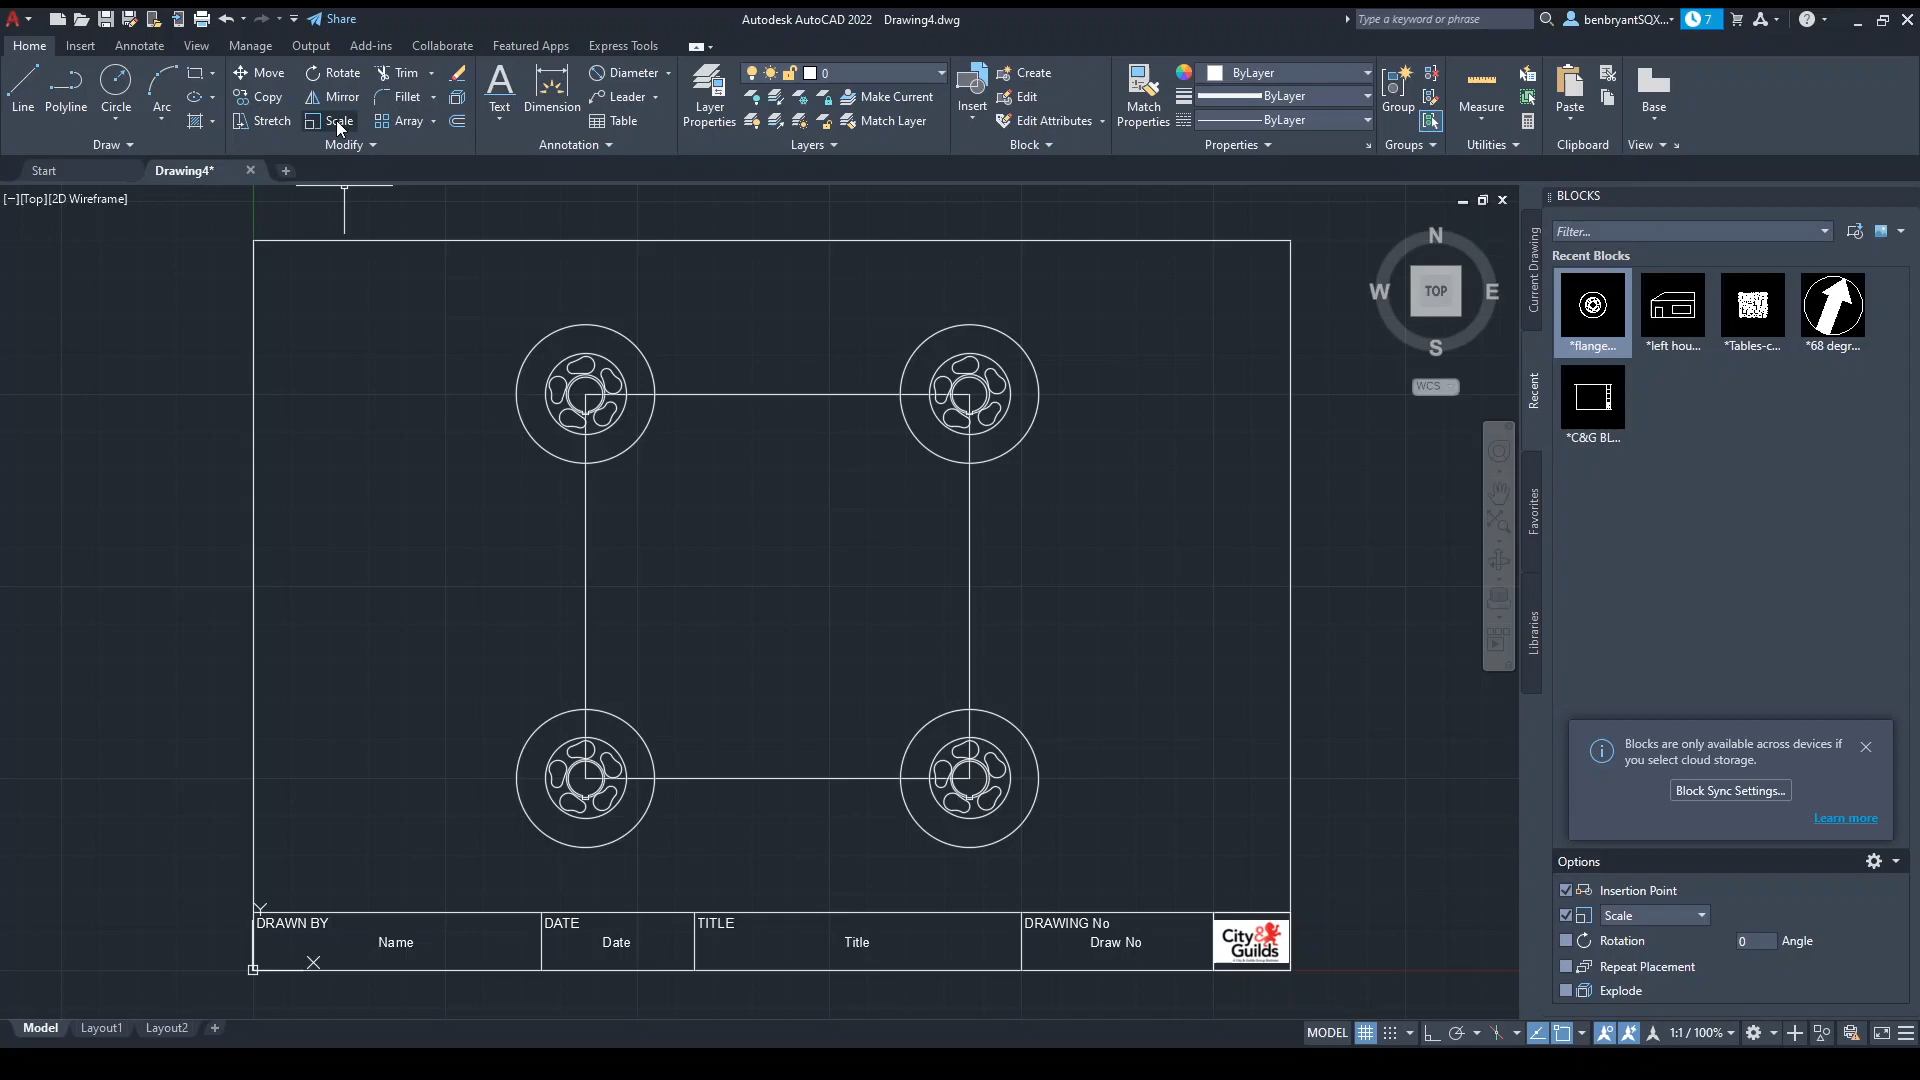 Share
Autodesk AutoCAD 2022 Drawing4.dwg
Type a keyword or phrase
benbryantSQX...
7
Home Insert Annotate View Manage Output Add-ins Collaborate Featured Apps Express Tools
Line Polyline Circle Arc
Draw
Move Rotate Trim
Copy Mirror Fillet
Stretch Scale Array
Modify
Text Dimension
Diameter
Leader
Table
Annotation
Layer Properties
0
Make Current
Match Layer
Layers
Insert
Create
Edit
Edit Attributes
Block
Match Properties
ByLayer
ByLayer
ByLayer
Properties
Group
Groups
Measure
Utilities
Paste
Clipboard
Base
View
Start
Drawing4*
[−][Top][2D Wireframe]
N
W TOP E
S
WCS
BLOCKS
Current Drawing
Recent
Favorites
Libraries
Filter...
Recent Blocks
*flange... *left hou... *Tables-c... *68 degr...
*C&G BL...
Blocks are only available across devices if
you select cloud storage.
Block Sync Settings...
Learn more
Options
Insertion Point
Scale
Rotation 0 Angle
Repeat Placement
Explode
Y
X
DRAWN BY DATE TITLE DRAWING No
Name Date Title Draw No
City & Guilds
Model Layout1 Layout2
MODEL
1:1 / 100%